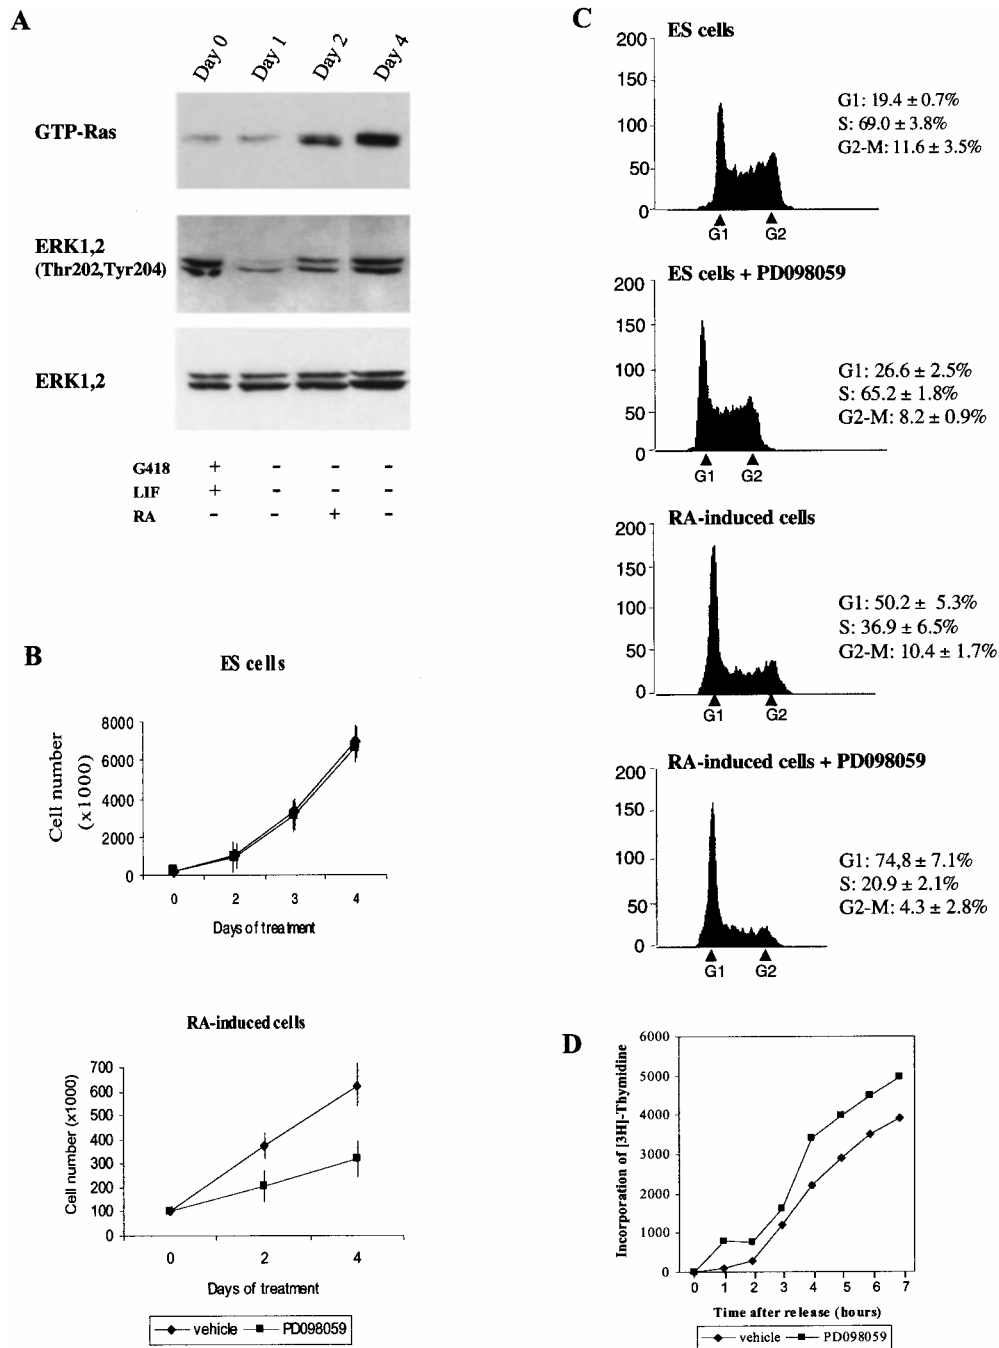 A
Day 0
Day 1
Day 2
Day 4
GTP-Ras
ERK1,2
(Thr202,Tyr204)
ERK1,2
G418 + - - -
LIF + - - -
RA - - + -
B
ES cells
Cell number
(x1000)
8000
6000
4000
2000
0
0 2 3 4
Days of treatment
RA-induced cells
Cell number (x1000)
700
600
500
400
300
200
100
0
0 2 4
Days of treatment
vehicle PD098059
C
ES cells
200
150
100
50
0
G1 G2
G1: 19.4 ± 0.7%
S: 69.0 ± 3.8%
G2-M: 11.6 ± 3.5%
ES cells + PD098059
200
150
100
50
0
G1 G2
G1: 26.6 ± 2.5%
S: 65.2 ± 1.8%
G2-M: 8.2 ± 0.9%
RA-induced cells
200
150
100
50
0
G1 G2
G1: 50.2 ± 5.3%
S: 36.9 ± 6.5%
G2-M: 10.4 ± 1.7%
RA-induced cells + PD098059
200
150
100
50
0
G1 G2
G1: 74,8 ± 7.1%
S: 20.9 ± 2.1%
G2-M: 4.3 ± 2.8%
D
Incorporation of [3H]-Thymidine
6000
5000
4000
3000
2000
1000
0
0 1 2 3 4 5 6 7
Time after release (hours)
vehicle PD098059